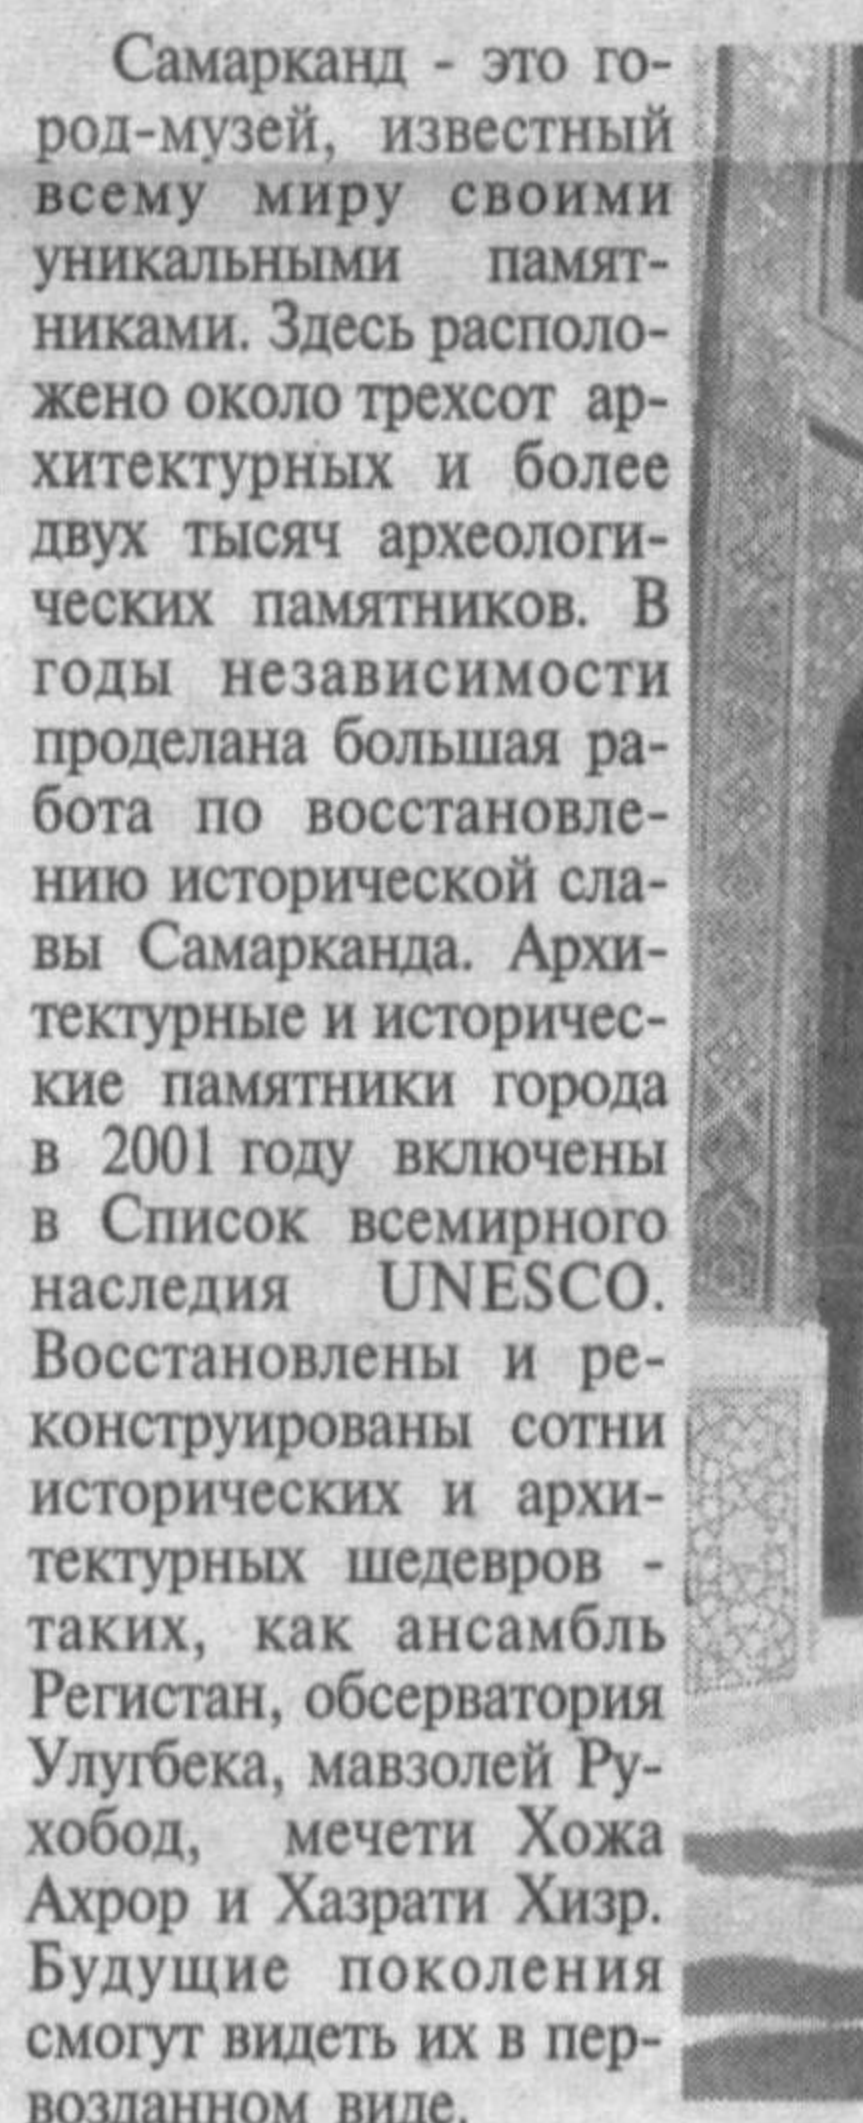 Самарканд - это го-
род-музей, известный
всему миру своими
уникальными памят-
никами. Здесь располо-
жено около трехсот ар-
хитектурных и более
двух тысяч археологи-
ческих памятников. В
годы независимости
проделана большая ра-
бота по восстановле-
нию исторической сла-
вы Самарканда. Архи-
тектурные и историчес-
кие памятники города
в 2001 году включены
в Список всемирного
наследия UNESCO.
Восстановлены и ре-
конструированы сотни
исторических и архи-
тектурных шедевров -
таких, как ансамбль
Регистан, обсерватория
Улугбека, мавзолей Ру-
хобод, мечети Хожа
Ахрор и Хазрати Хизр.
Будущие поколения
смогут видеть их в пер-
возданном виде.